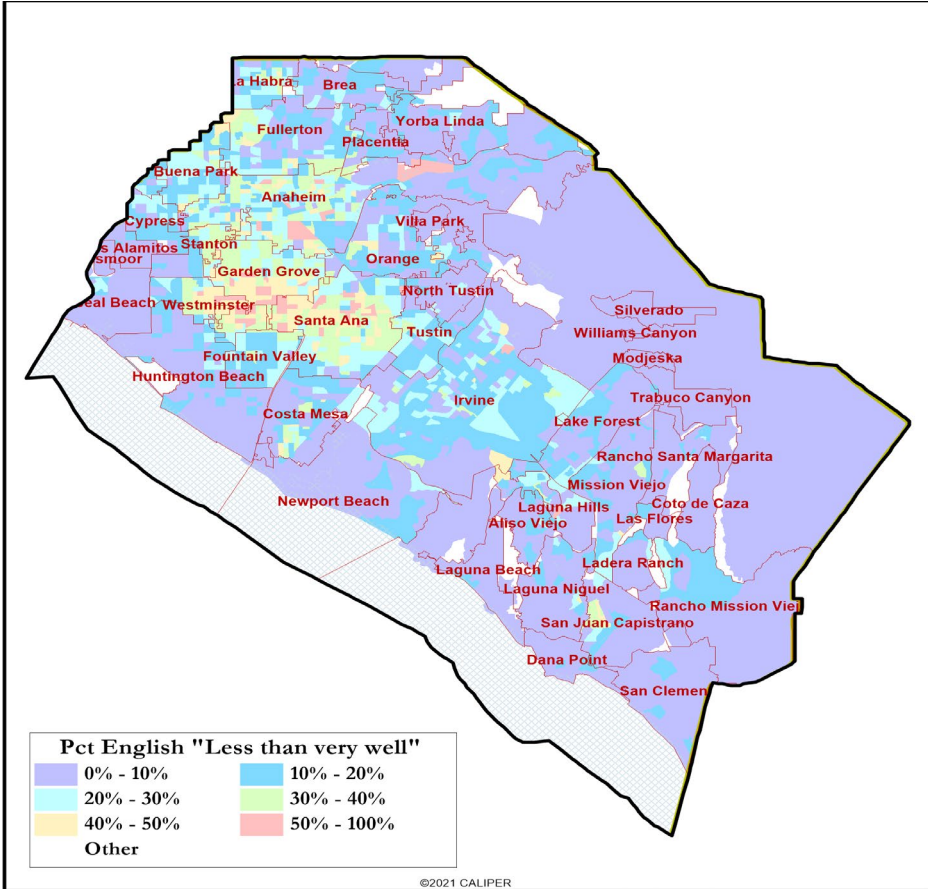 a Habra
Brea
Fullerton
Yorba Linda
Placentia
Buena Park
Anaheim
Cypress
Villa Park
s Alamitos
Stanton
smoor
Orange
Garden Grove
North Tustin
eal Beach
Westminster
Silverado
Santa Ana
Tustin
Williams Canyon
Fountain Valley
Modjeska
Huntington Beach
Trabuco Canyon
Irvine
Costa Mesa
Lake Forest
Rancho Santa Margarita
Mission Viejo
Newport Beach
Laguna Hills
Coto de Caza
Aliso Viejo
Las Flores
Laguna Beach
Ladera Ranch
Laguna Niguel
Rancho Mission Viej
San Juan Capistrano
Dana Point
San Clemen
Pct English "Less than very well"
0% - 10%
10% - 20%
20% - 30%
30% - 40%
40% - 50%
50% - 100%
Other
©2021 CALIPER